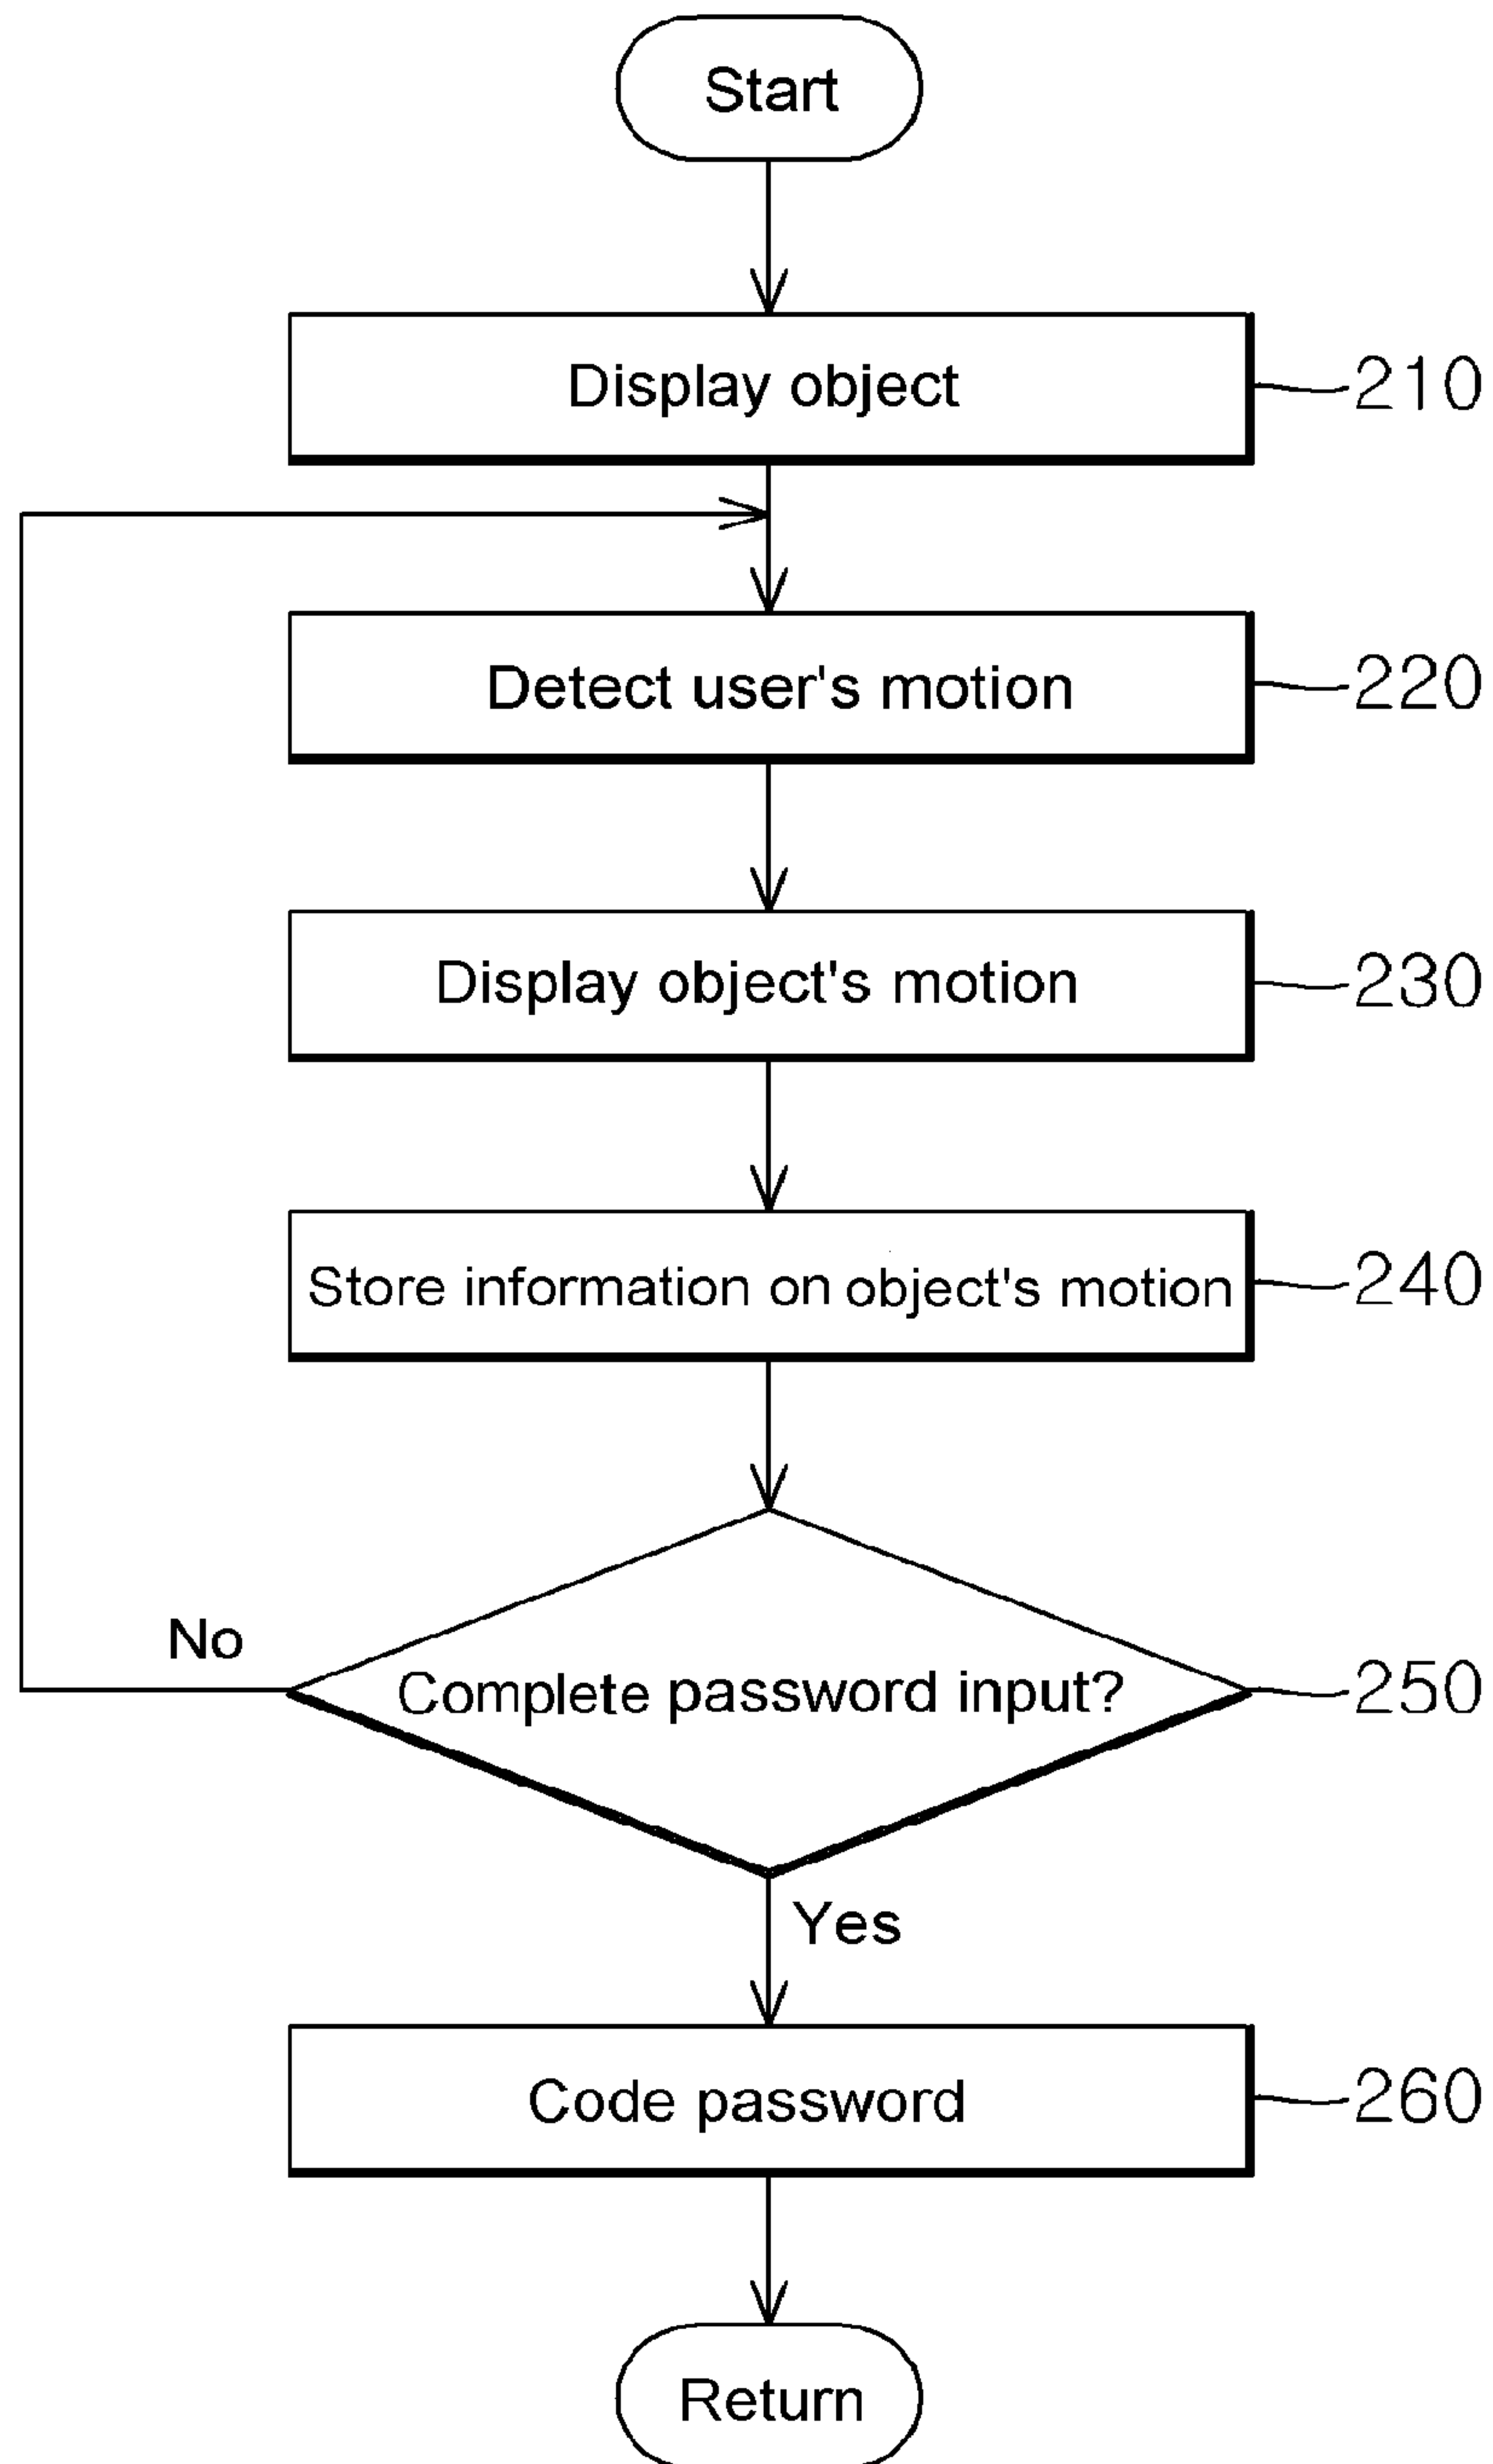 Start
Display object
210
Detect user's motion
220
Display object's motion
230
Store information on object's motion
240
No
Complete password input?
250
Yes
Code password
260
Return